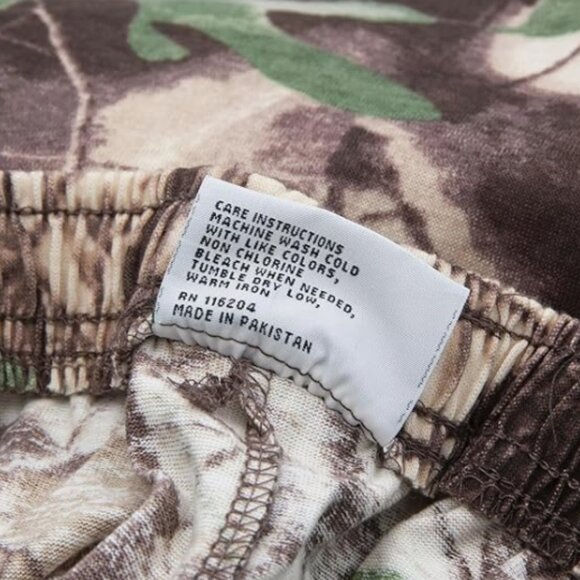 CARE INSTRUCTIONS
MACHINE WASH COLD
WITH LIKE COLORS,
NON CHLORINE
BLEACH WHEN NEEDED,
TUMBLE DRY LOW,
WARM IRON
RN 116204
MADE IN PAKISTAN